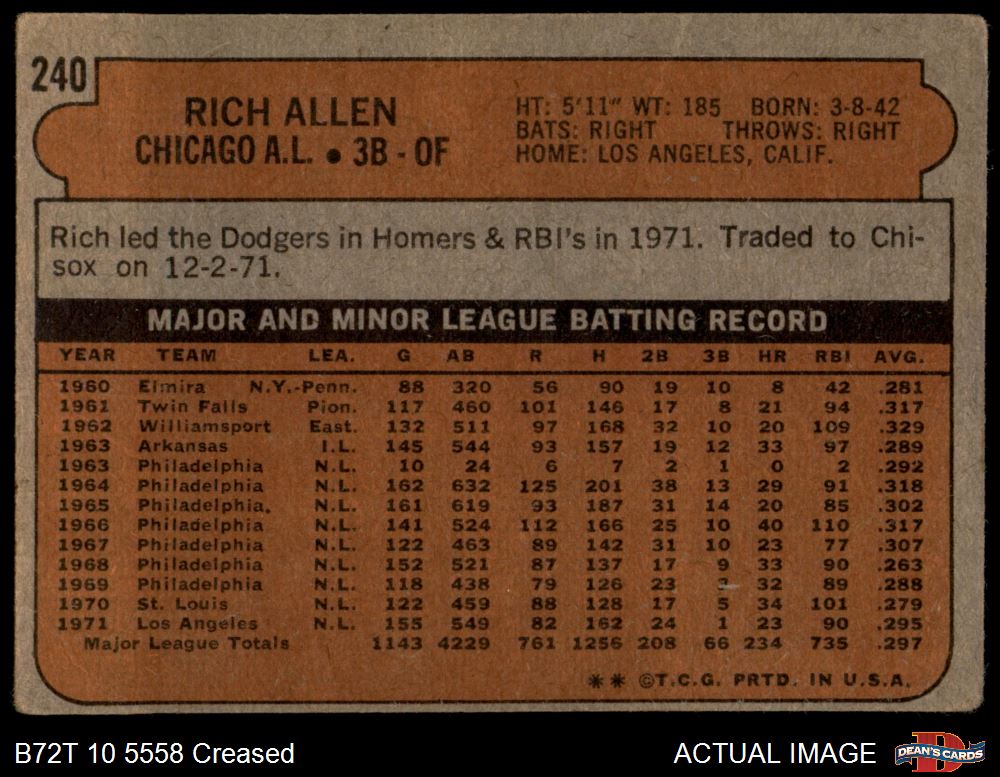 240
RICH ALLEN
CHICAGO A.L. ● 3B - OF
HT: 5'11" WT: 185 BORN: 3-8-42
BATS: RIGHT THROWS: RIGHT
HOME: LOS ANGELES, CALIF.
Rich led the Dodgers in Homers & RBI's in 1971. Traded to Chi-
sox on 12-2-71.
MAJOR AND MINOR LEAGUE BATTING RECORD
YEAR TEAM LEA. G AB R H 2B 3B HR RBI AVG.
1960 Elmira N.Y.-Penn. 88 320 56 90 19 10 8 42 .281
1961 Twin Falls Pion. 117 460 101 146 17 8 21 94 .317
1962 Williamsport East. 132 511 97 168 32 10 20 109 .329
1963 Arkansas I.L. 145 544 93 157 19 12 33 97 .289
1963 Philadelphia N.L. 10 24 6 7 2 1 0 2 .292
1964 Philadelphia N.L. 162 632 125 201 38 13 29 91 .318
1965 Philadelphia. N.L. 161 619 93 187 31 14 20 85 .302
1966 Philadelphia N.L. 141 524 112 166 25 10 40 110 .317
1967 Philadelphia N.L. 122 463 89 142 31 10 23 77 .307
1968 Philadelphia N.L. 152 521 87 137 17 9 33 90 .263
1969 Philadelphia N.L. 118 438 79 126 23 32 89 .288
1970 St. Louis N.L. 122 459 88 128 17 5 34 101 .279
1971 Los Angeles N.L. 155 549 82 162 24 1 23 90 .295
Major League Totals 1143 4229 761 1256 208 66 234 735 .297
** ©T.C.G. PRTD. IN U.S.A.
B72T 10 5558 Creased
ACTUAL IMAGE
DEAN'S CARDS